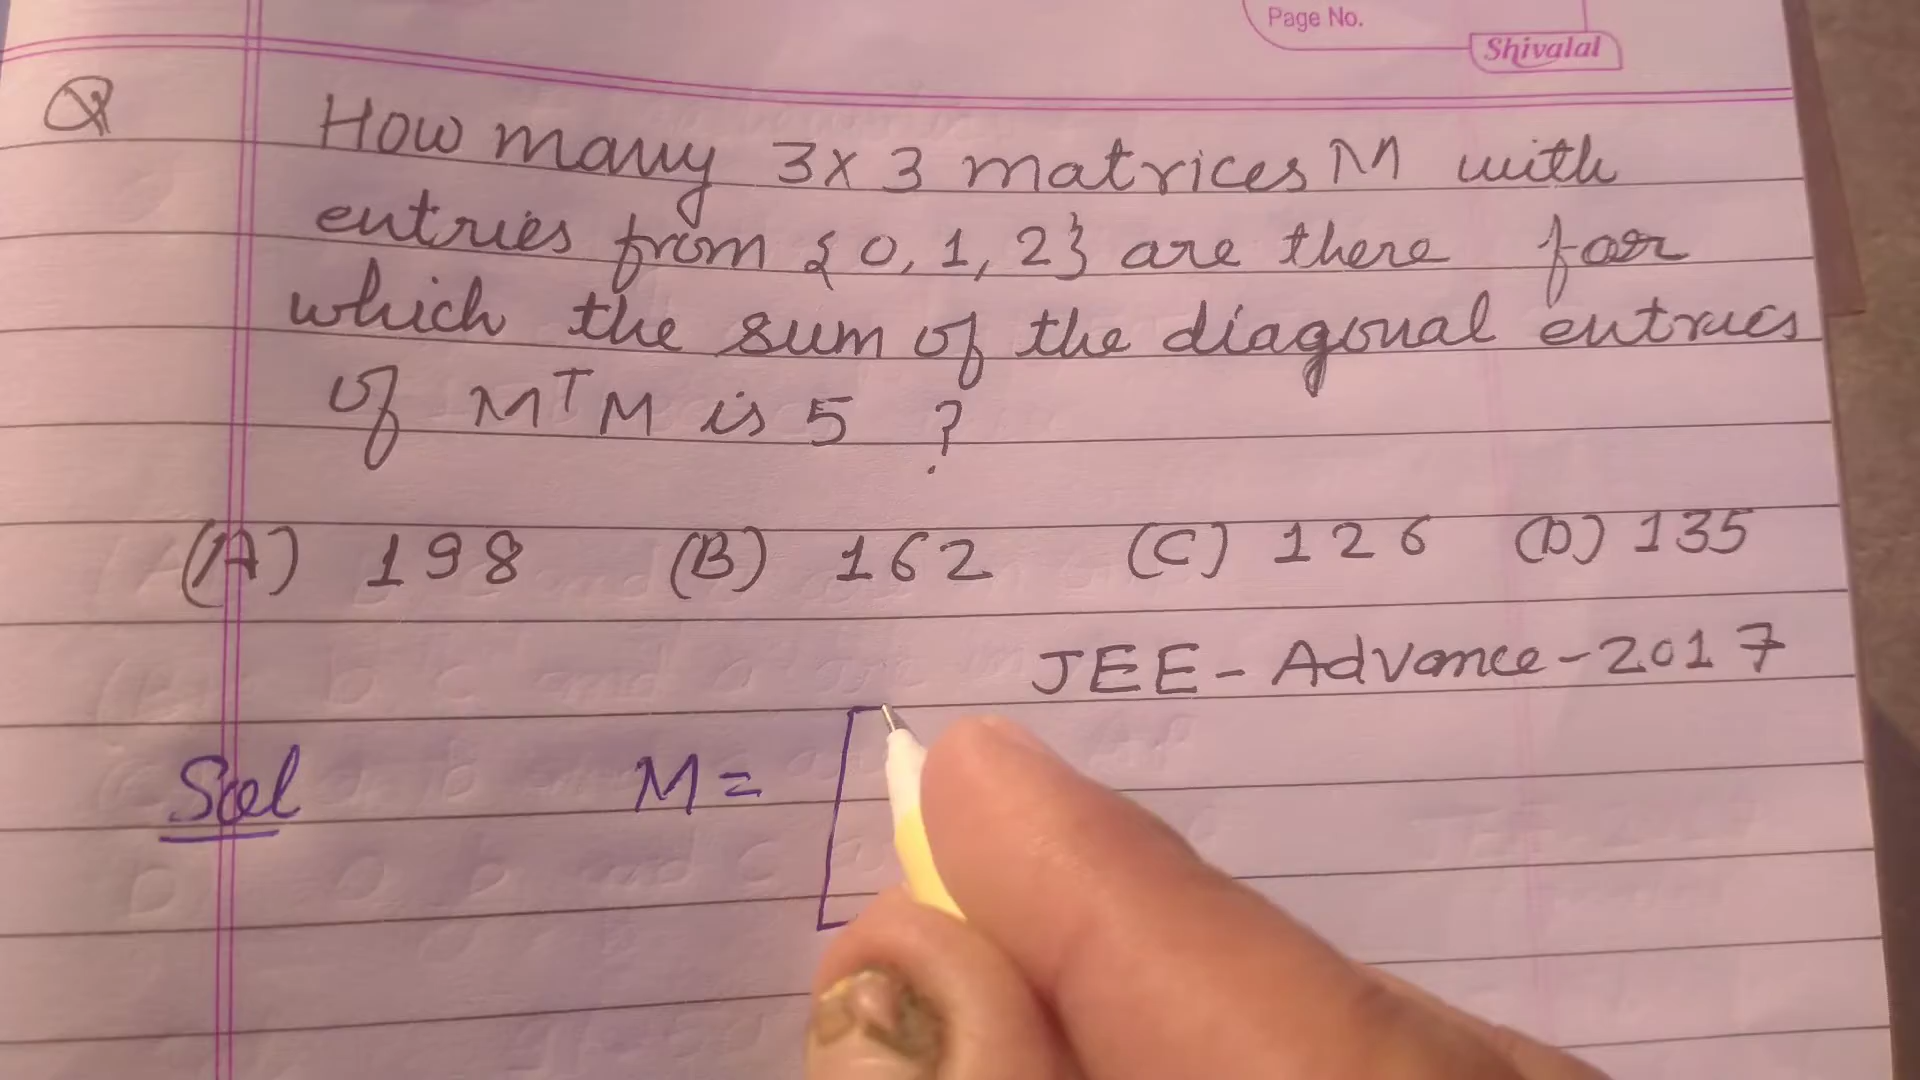 Page No.
Shivalal
Q
How many 3x3 matrices M with
entries from {0, 1, 2} are there for
which the sum of the diagonal entries
of MᵀM is 5 ?
(A) 198 (B) 162 (C) 126 (D) 135
JEE - Advance - 2017
Sol M = [